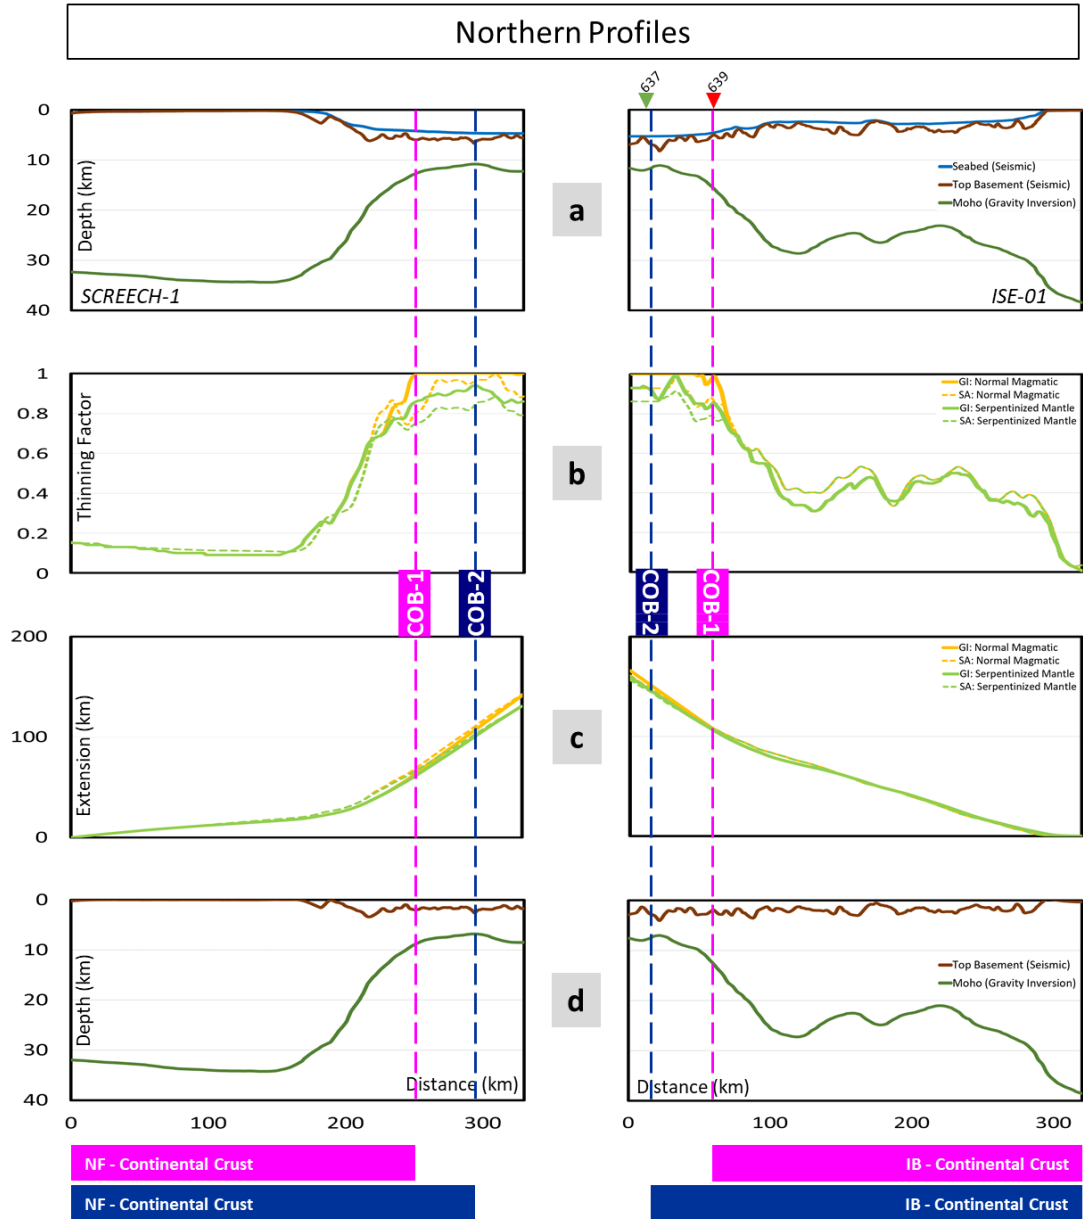 Northern Profiles
637
639
0
10
20
30
40
Depth (km)
SCREECH-1
a
Seabed (Seismic)
Top Basement (Seismic)
Moho (Gravity Inversion)
ISE-01
1
0.8
0.6
0.4
0.2
0
Thinning Factor
b
GI: Normal Magmatic
SA: Normal Magmatic
GI: Serpentinized Mantle
SA: Serpentinized Mantle
COB-1
COB-2
COB-2
COB-1
200
100
0
Extension (km)
c
GI: Normal Magmatic
SA: Normal Magmatic
GI: Serpentinized Mantle
SA: Serpentinized Mantle
0
10
20
30
40
Depth (km)
d
Top Basement (Seismic)
Moho (Gravity Inversion)
Distance (km)
Distance (km)
0 100 200 300
0 100 200 300
NF - Continental Crust
IB - Continental Crust
NF - Continental Crust
IB - Continental Crust